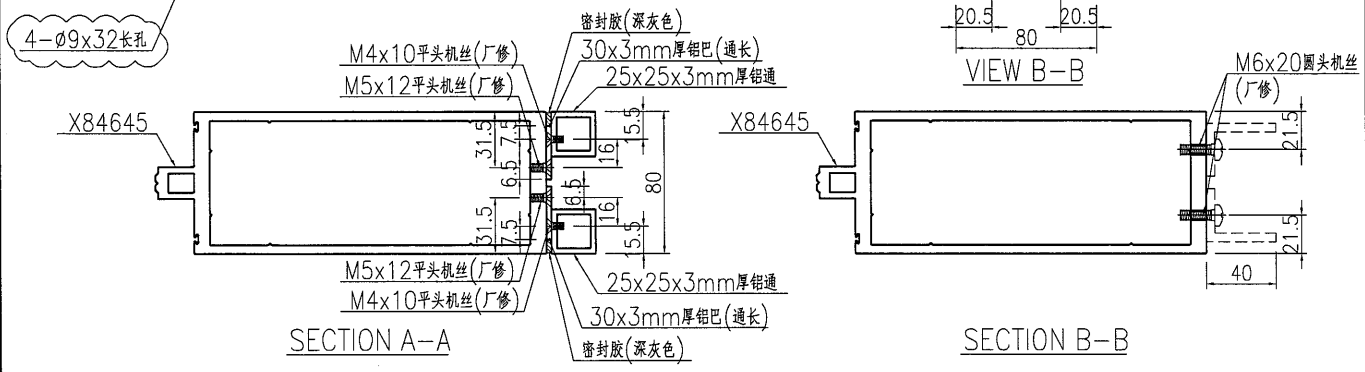 4-Ø9x32长孔
X84645
M4x10平头机丝(厂修)
M5x12平头机丝(厂修)
密封胶(深灰色)
30x3mm厚铝巴(通长)
25x25x3mm厚铝通
31.5
7.5
6.5
31.5
7.5
15.5
16
6.5
16
15.5
80
M5x12平头机丝(厂修)
M4x10平头机丝(厂修)
25x25x3mm厚铝通
30x3mm厚铝巴(通长)
密封胶(深灰色)
SECTION A-A
20.5
20.5
80
VIEW B-B
M6x20圆头机丝
(厂修)
X84645
21.5
21.5
40
SECTION B-B